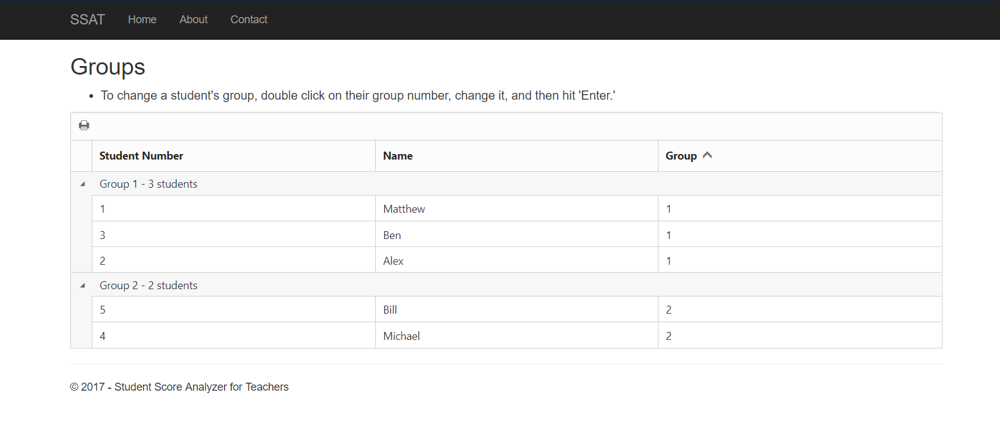 SSAT Home About Contact
Groups
• To change a student's group, double click on their group number, change it, and then hit 'Enter.'
Student Number Name Group
Group 1 - 3 students
1 Matthew 1
3 Ben 1
2 Alex 1
Group 2 - 2 students
5 Bill 2
4 Michael 2
© 2017 - Student Score Analyzer for Teachers